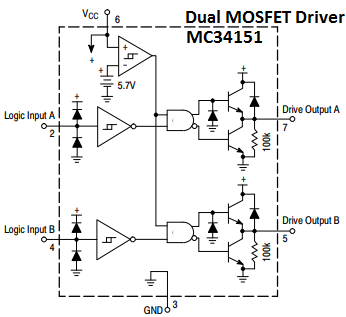 Dual MOSFET Driver
MC34151
VCC 6
+
+
-
+
5.7V
+
Logic Input A
2
Drive Output A
7
100k
+
Logic Input B
4
Drive Output B
5
100k
GND 3